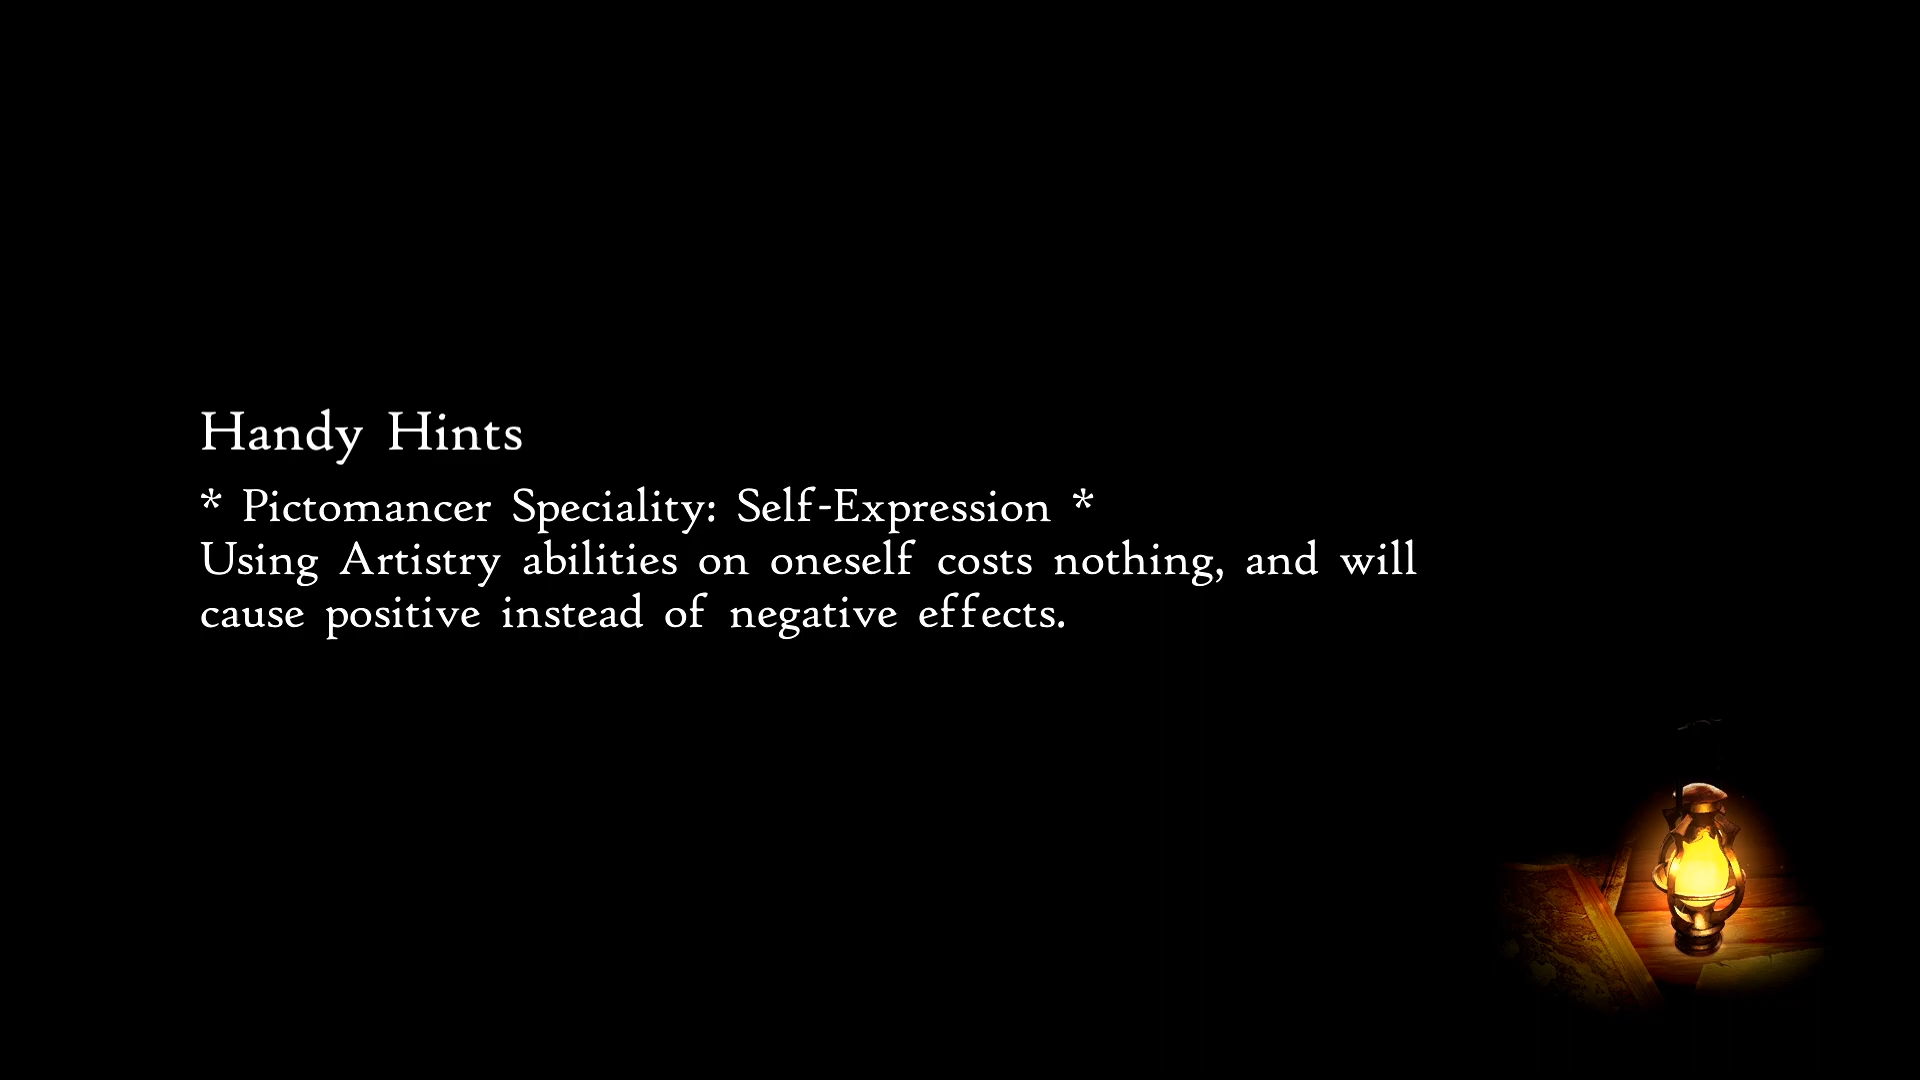 Handy Hints
* Pictomancer Speciality: Self-Expression *
Using Artistry abilities on oneself costs nothing, and will
cause positive instead of negative effects.